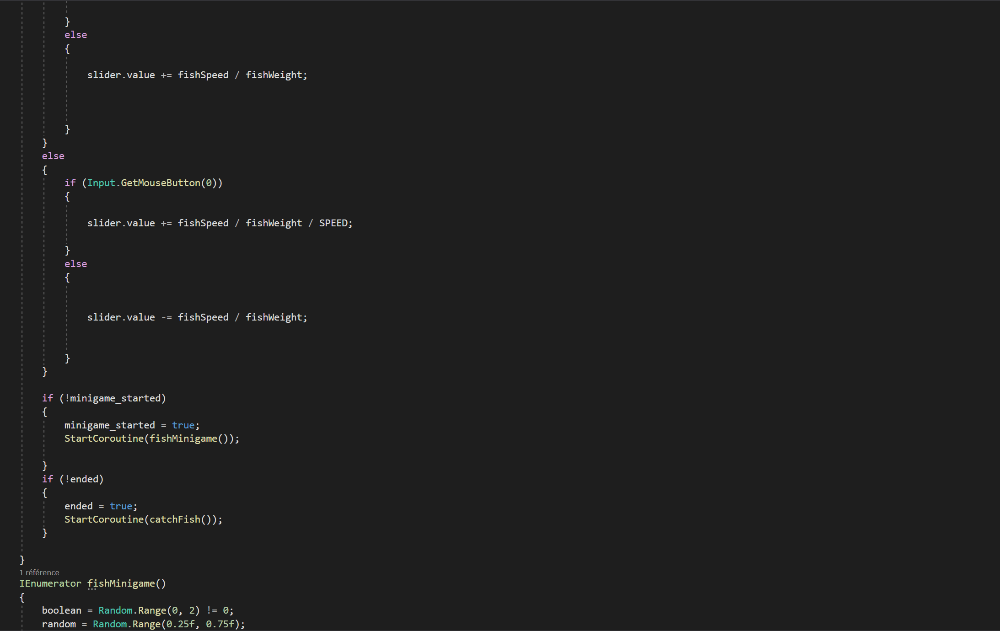 }
else
{
slider.value += fishSpeed / fishWeight;
}
}
else
{
if (Input.GetMouseButton(0))
{
slider.value += fishSpeed / fishWeight / SPEED;
}
else
{
slider.value -= fishSpeed / fishWeight;
}
}
if (!minigame_started)
{
minigame_started = true;
StartCoroutine(fishMinigame());
}
if (!ended)
{
ended = true;
StartCoroutine(catchFish());
}
}
1 référence
IEnumerator fishMinigame()
{
boolean = Random.Range(0, 2) != 0;
random = Random.Range(0.25f, 0.75f);